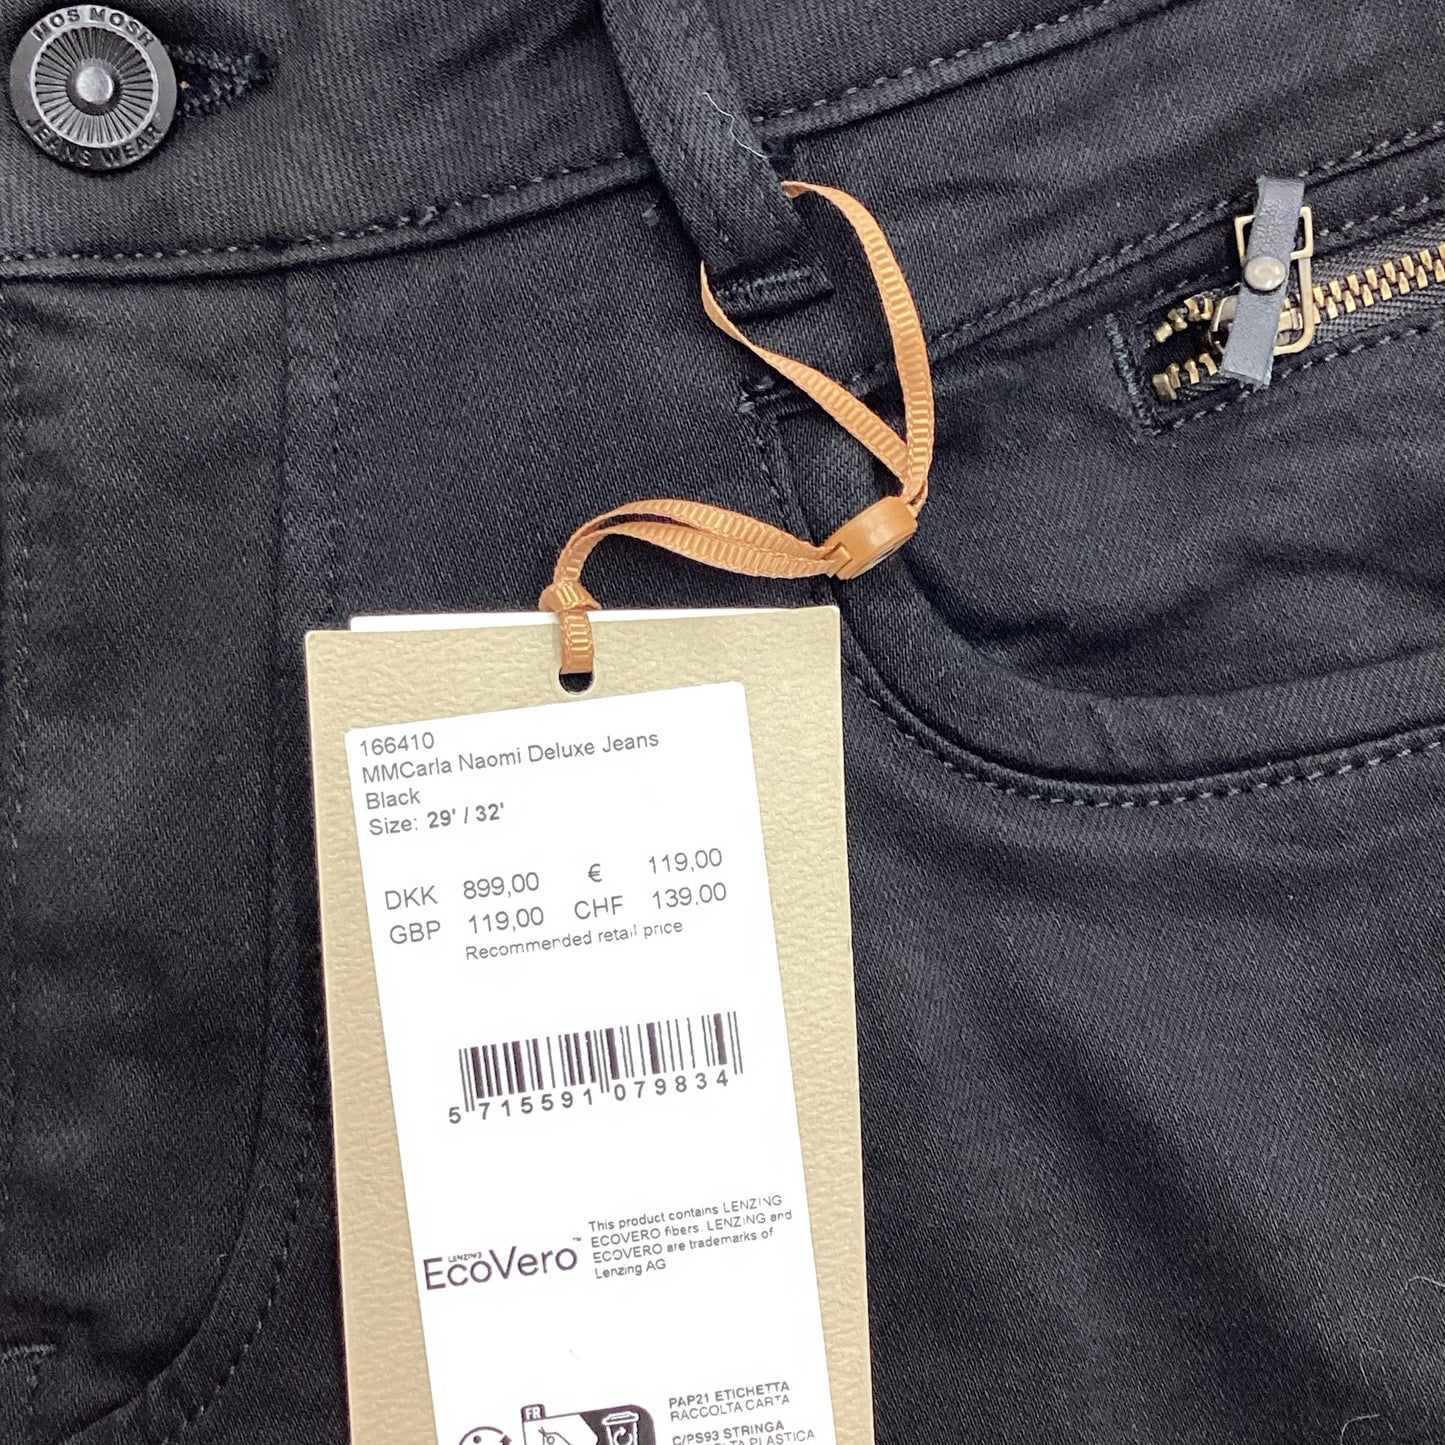 MOS MOSH
JEANS WEAR
166410
MMCarla Naomi Deluxe Jeans
Black
Size: 29' / 32'
DKK 899,00 € 119,00
GBP 119,00 CHF 139.00
Recommended retail price
5 715591 079834
LENZING
EcoVero™
This product contains LENZING
ECOVERO fibers. LENZING and
ECOVERO are trademarks of
Lenzing AG
FR
PAP21 ETICHETTA
RACCOLTA CARTA
C/PS93 STRINGA
PLASTICA